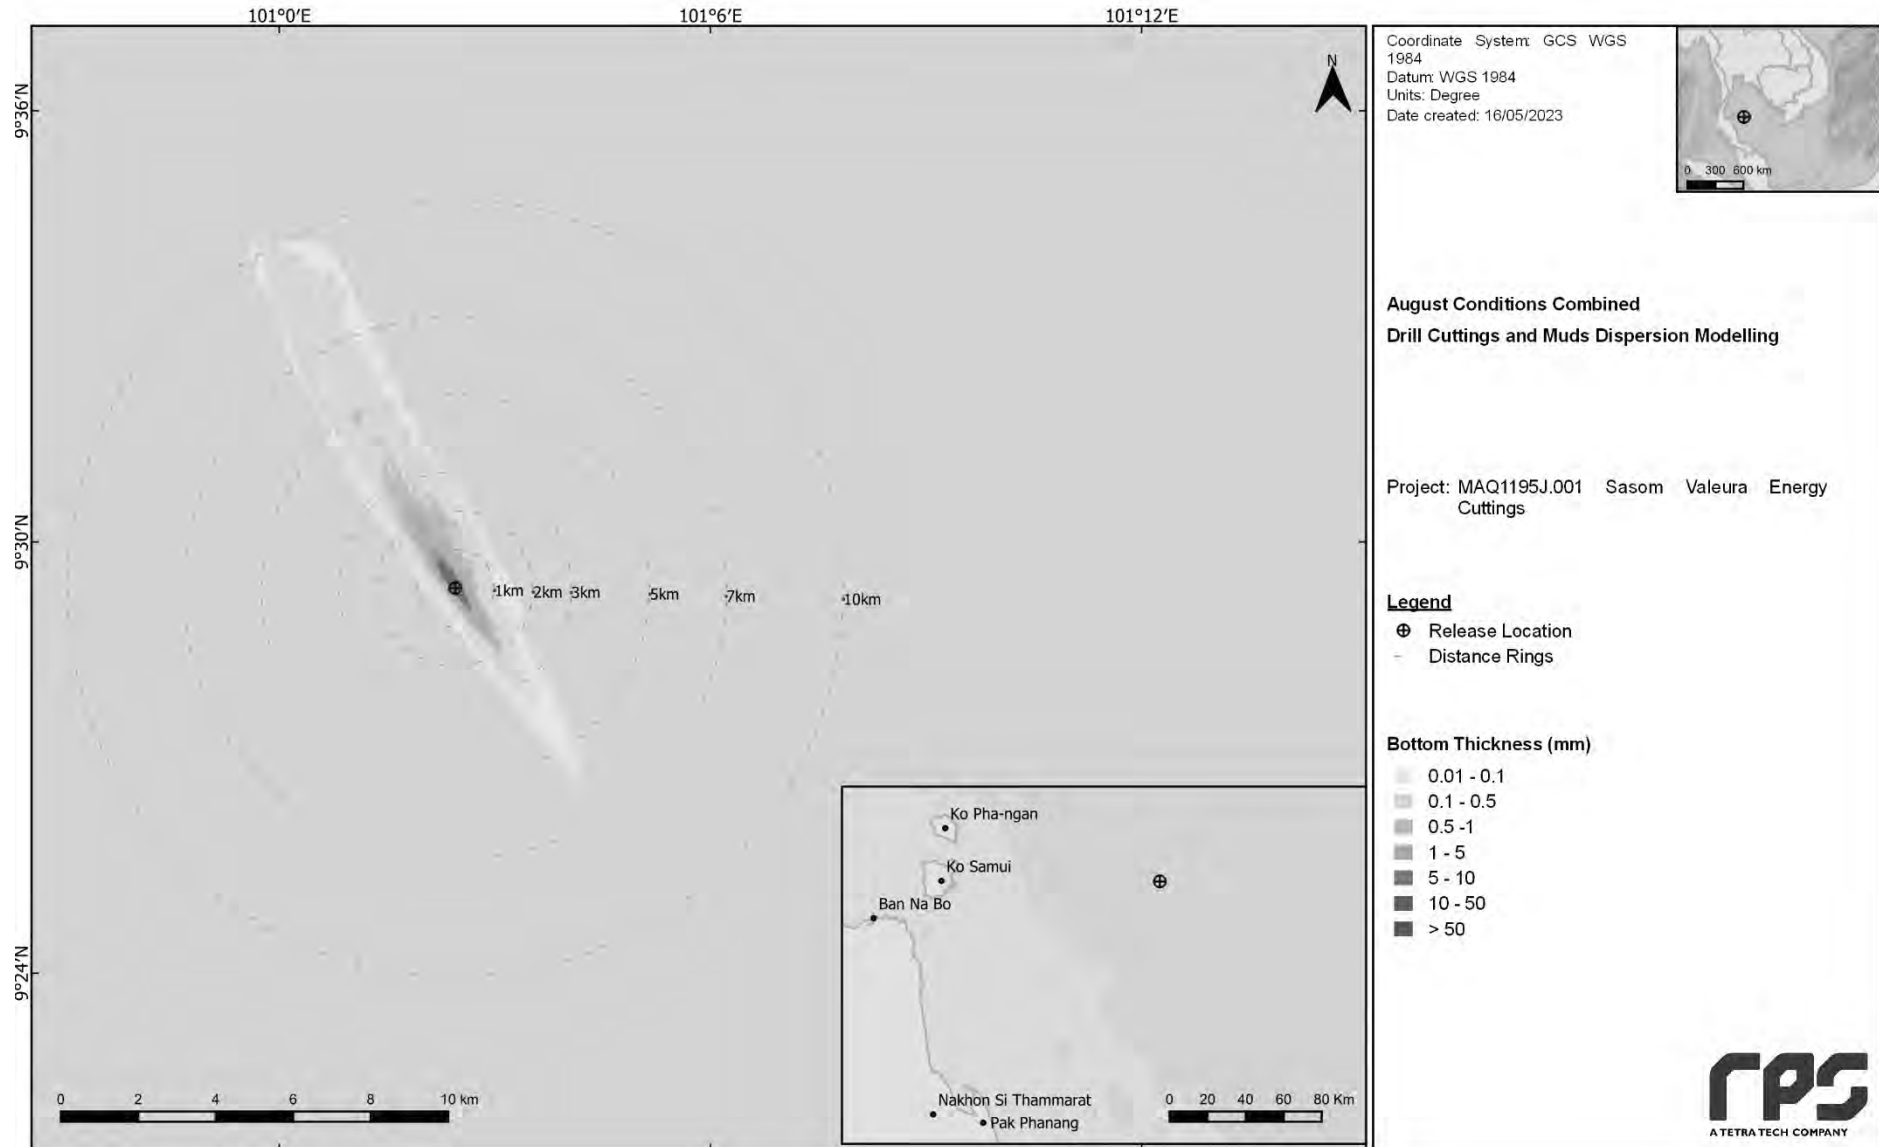 101°0'E
101°6'E
101°12'E
9°36'N
9°30'N
9°24'N
N
1km
2km
3km
5km
7km
10km
0 2 4 6 8 10 km
Ko Pha-ngan
Ko Samui
Ban Na Bo
Nakhon Si Thammarat
Pak Phanang
0 20 40 60 80 Km
Coordinate System: GCS WGS
1984
Datum: WGS 1984
Units: Degree
Date created: 16/05/2023
0 300 600 km
August Conditions Combined
Drill Cuttings and Muds Dispersion Modelling
Project: MAQ1195J.001 Sasom Valeura Energy
Cuttings
Legend
Release Location
Distance Rings
Bottom Thickness (mm)
0.01 - 0.1
0.1 - 0.5
0.5 -1
1 - 5
5 - 10
10 - 50
> 50
rps
A TETRA TECH COMPANY